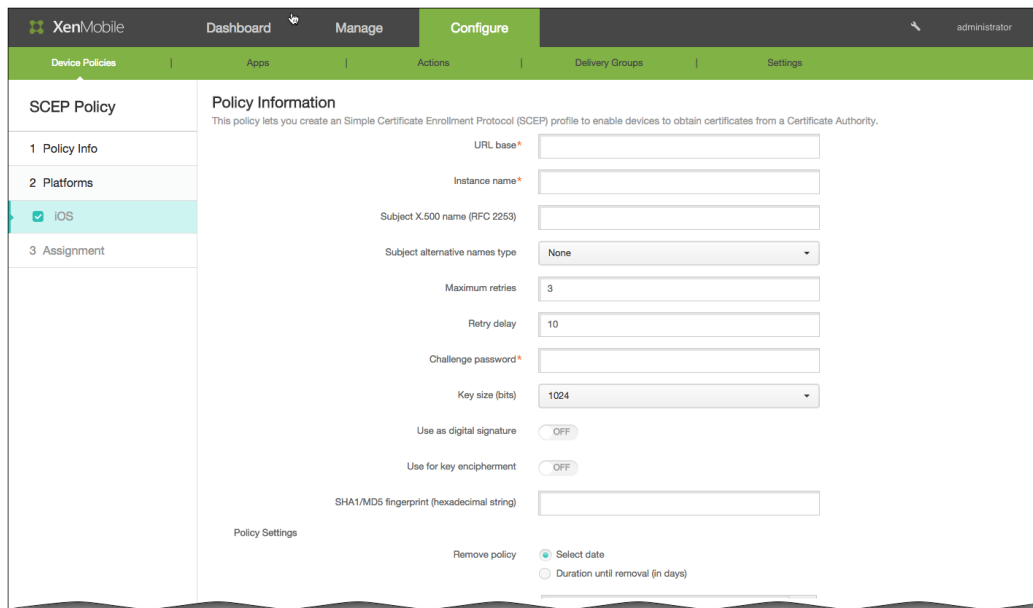 XenMobile Dashboard Manage Configure administrator
Device Policies | Apps | Actions | Delivery Groups | Settings
SCEP Policy
1 Policy Info
2 Platforms
iOS
3 Assignment
Policy Information
This policy lets you create an Simple Certificate Enrollment Protocol (SCEP) profile to enable devices to obtain certificates from a Certificate Authority.
URL base*
Instance name*
Subject X.500 name (RFC 2253)
Subject alternative names type None
Maximum retries 3
Retry delay 10
Challenge password*
Key size (bits) 1024
Use as digital signature OFF
Use for key encipherment OFF
SHA1/MD5 fingerprint (hexadecimal string)
Policy Settings
Remove policy Select date
Duration until removal (in days)